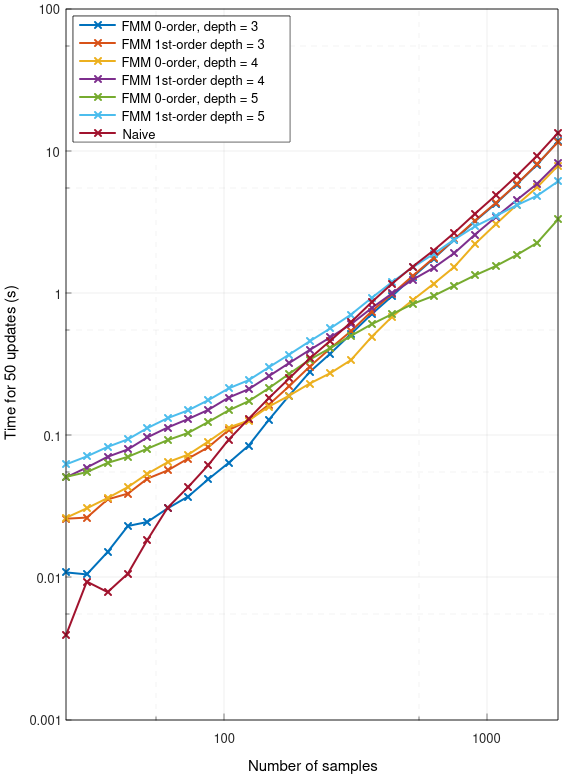 100
FMM 0-order, depth = 3
FMM 1st-order depth = 3
FMM 0-order, depth = 4
FMM 1st-order depth = 4
FMM 0-order, depth = 5
FMM 1st-order depth = 5
Naive
10
1
0.1
0.01
0.001
Time for 50 updates (s)
100
1000
Number of samples